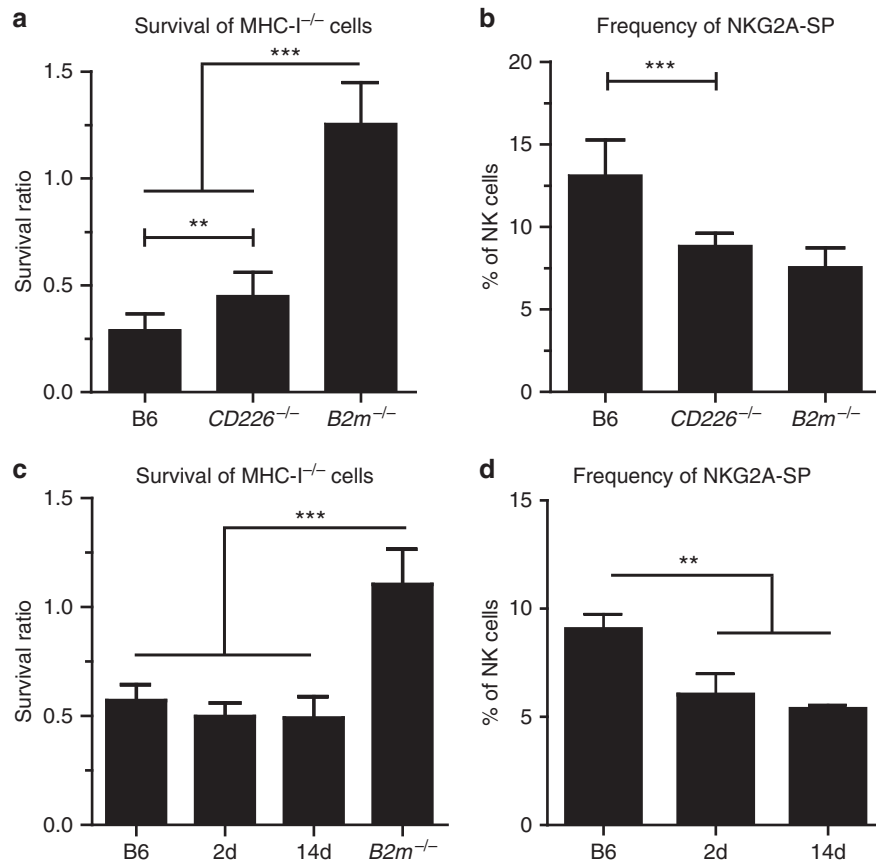 a
Survival of MHC-I–/– cells
***
**
1.5
1.0
0.5
0.0
Survival ratio
B6
CD226–/–
B2m–/–
b
Frequency of NKG2A-SP
***
20
15
10
5
0
% of NK cells
B6
CD226–/–
B2m–/–
c
Survival of MHC-I–/– cells
***
1.5
1.0
0.5
0.0
Survival ratio
B6
2d
14d
B2m–/–
d
Frequency of NKG2A-SP
**
15
10
5
0
% of NK cells
B6
2d
14d